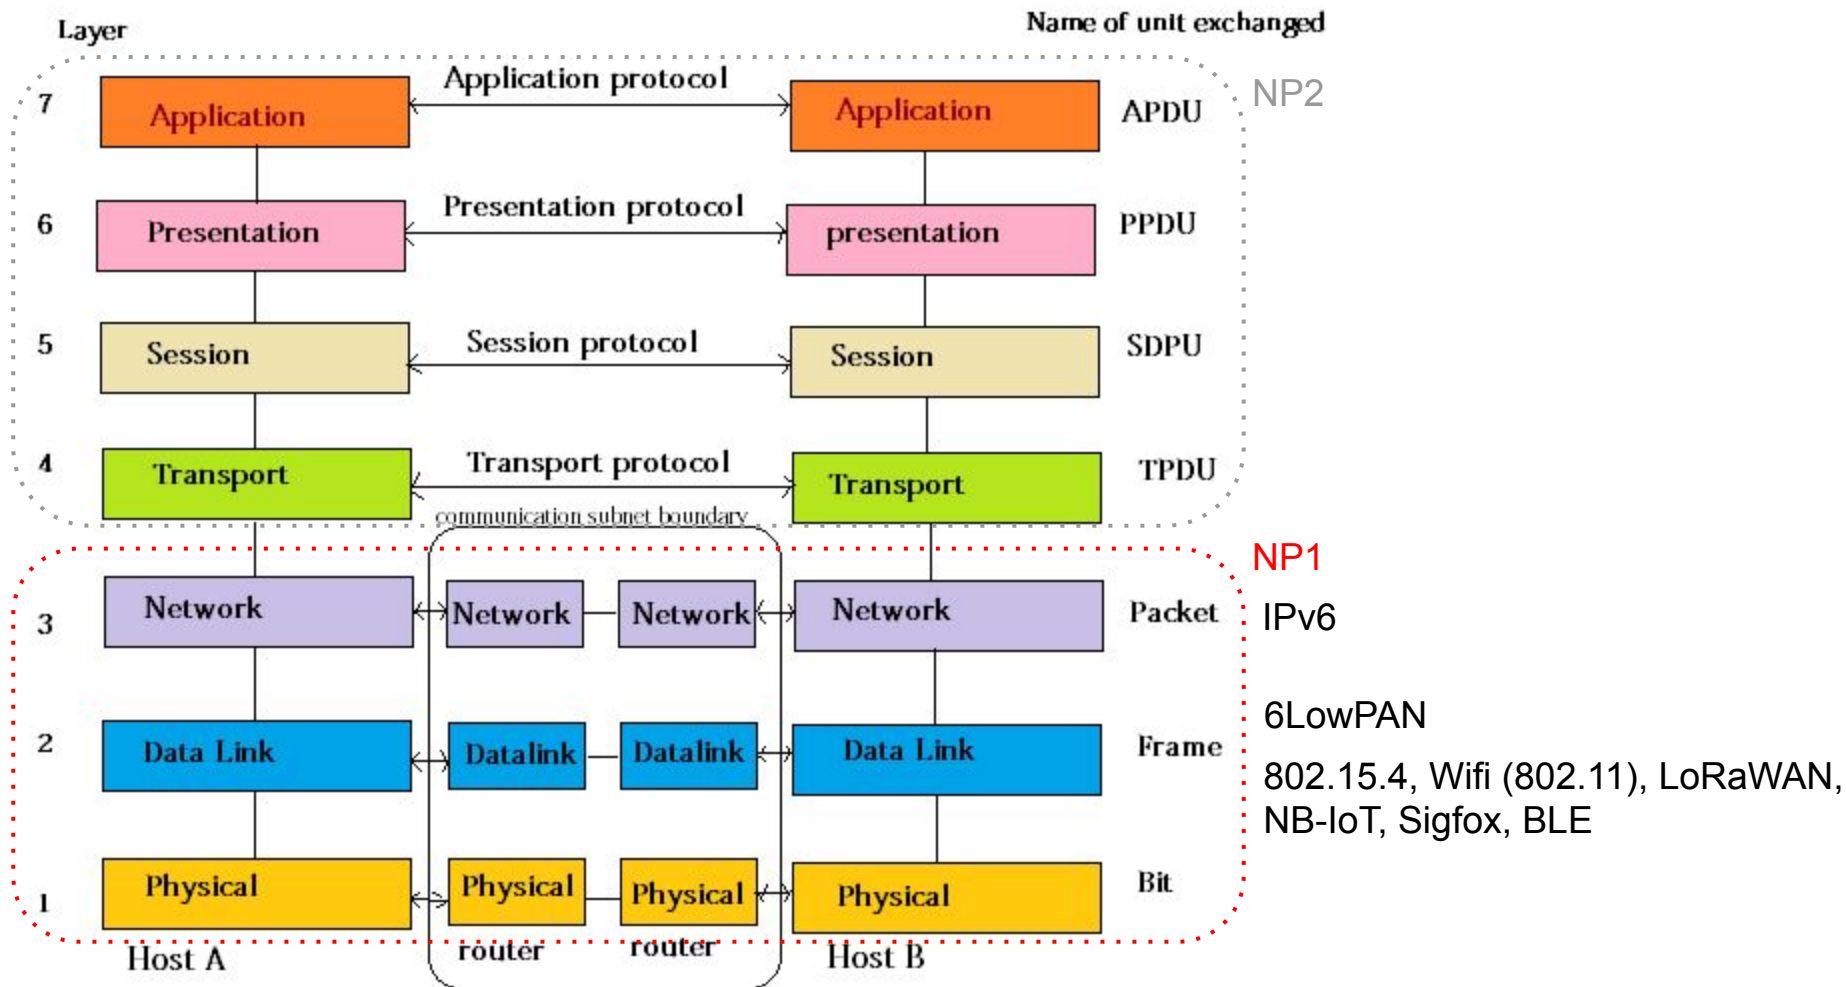 Layer
Name of unit exchanged
NP2
7
Application
Application protocol
Application
APDU
6
Presentation
Presentation protocol
presentation
PPDU
5
Session
Session protocol
Session
SDPU
4
Transport
Transport protocol
Transport
TPDU
communication subnet boundary
NP1
3
Network
Network
Network
Network
Packet
IPv6
6LowPAN
2
Data Link
Datalink
Datalink
Data Link
Frame
802.15.4, Wifi (802.11), LoRaWAN,
NB-IoT, Sigfox, BLE
1
Physical
Physical
Physical
Physical
Bit
Host A
router
router
Host B